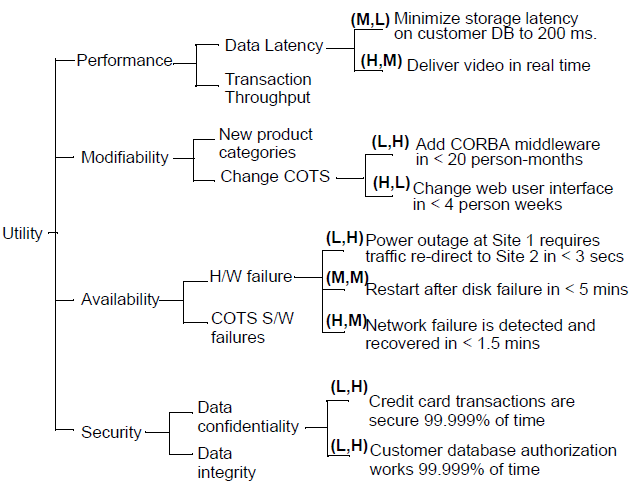 (M,L) Minimize storage latency
on customer DB to 200 ms.
Data Latency
Performance
(H,M) Deliver video in real time
Transaction
Throughput
New product
categories
(L,H) Add CORBA middleware
in < 20 person-months
Modifiability
Change COTS
(H,L) Change web user interface
in < 4 person weeks
Utility
(L,H) Power outage at Site 1 requires
traffic re-direct to Site 2 in < 3 secs
H/W failure
(M,M) Restart after disk failure in < 5 mins
Availability
COTS S/W
failures
(H,M) Network failure is detected and
recovered in < 1.5 mins
(L,H) Credit card transactions are
secure 99.999% of time
Data
confidentiality
Security
(L,H) Customer database authorization
works 99.999% of time
Data
integrity